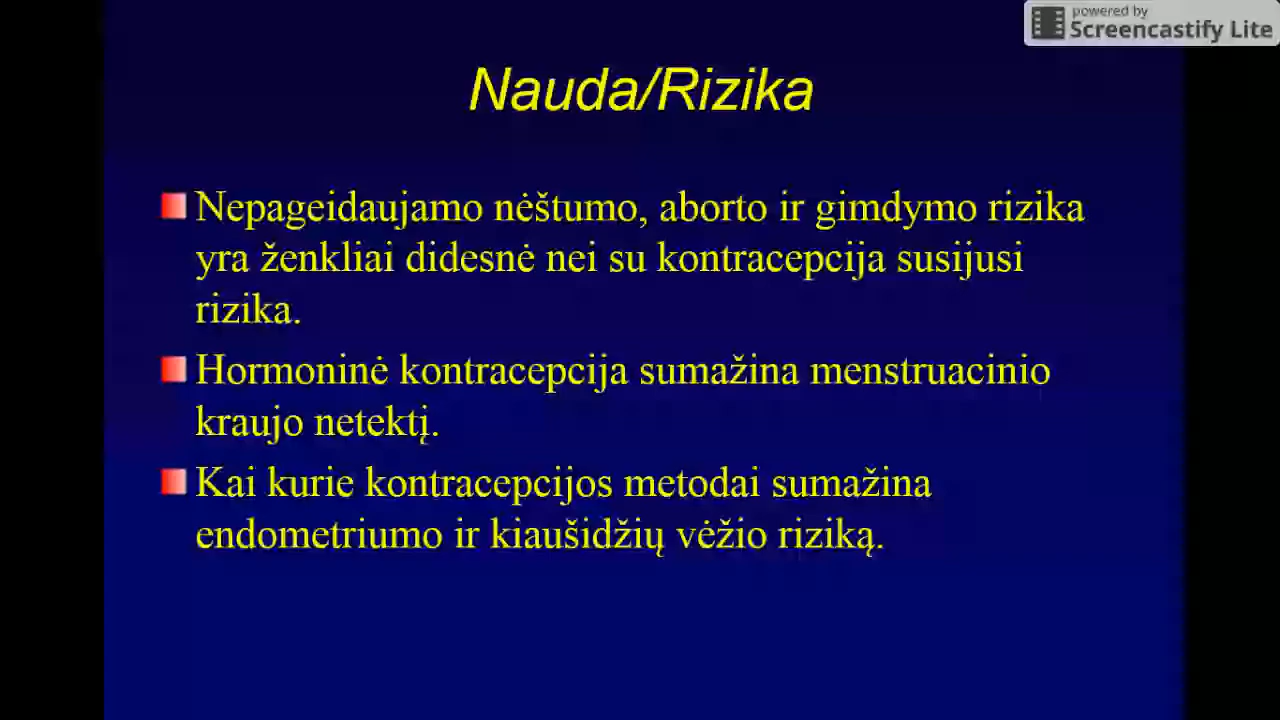 powered by
Screencastify Lite
Nauda/Rizika
Nepageidaujamo nėštumo, aborto ir gimdymo rizika
yra ženkliai didesnė nei su kontracepcija susijusi
rizika.
Hormoninė kontracepcija sumažina menstruacinio
kraujo netektį.
Kai kurie kontracepcijos metodai sumažina
endometriumo ir kiaušidžių vėžio riziką.